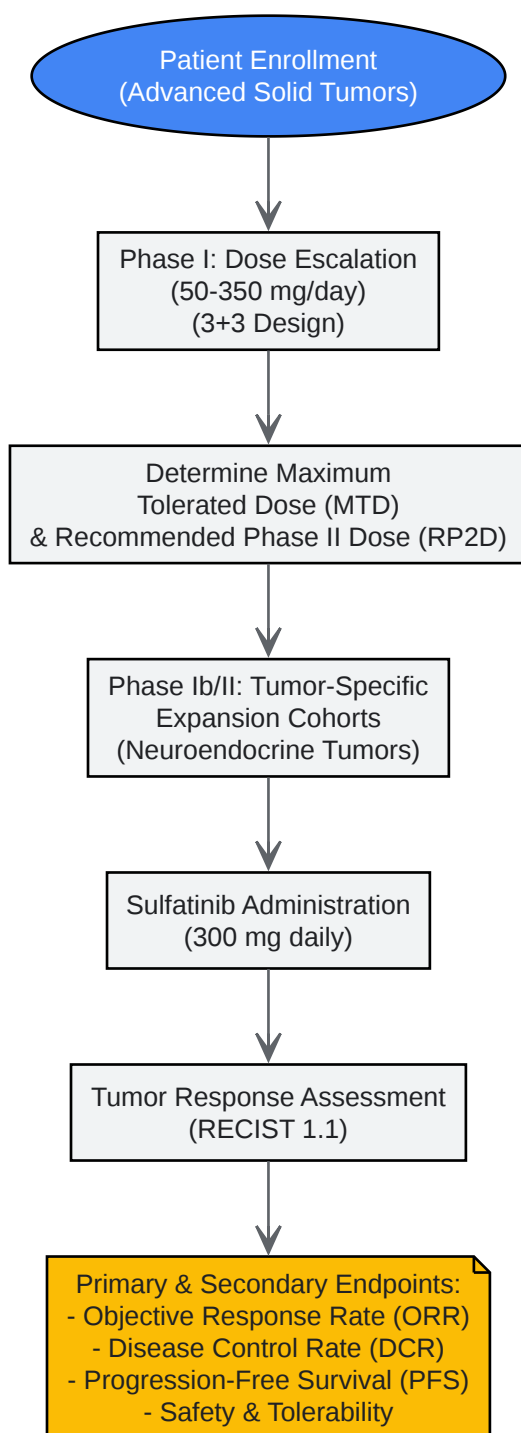 Patient Enrollment
(Advanced Solid Tumors)
Phase I: Dose Escalation
(50-350 mg/day)
(3+3 Design)
Determine Maximum
Tolerated Dose (MTD)
& Recommended Phase II Dose (RP2D)
Phase Ib/II: Tumor-Specific
Expansion Cohorts
(Neuroendocrine Tumors)
Sulfatinib Administration
(300 mg daily)
Tumor Response Assessment
(RECIST 1.1)
Primary & Secondary Endpoints:
- Objective Response Rate (ORR)
- Disease Control Rate (DCR)
- Progression-Free Survival (PFS)
- Safety & Tolerability